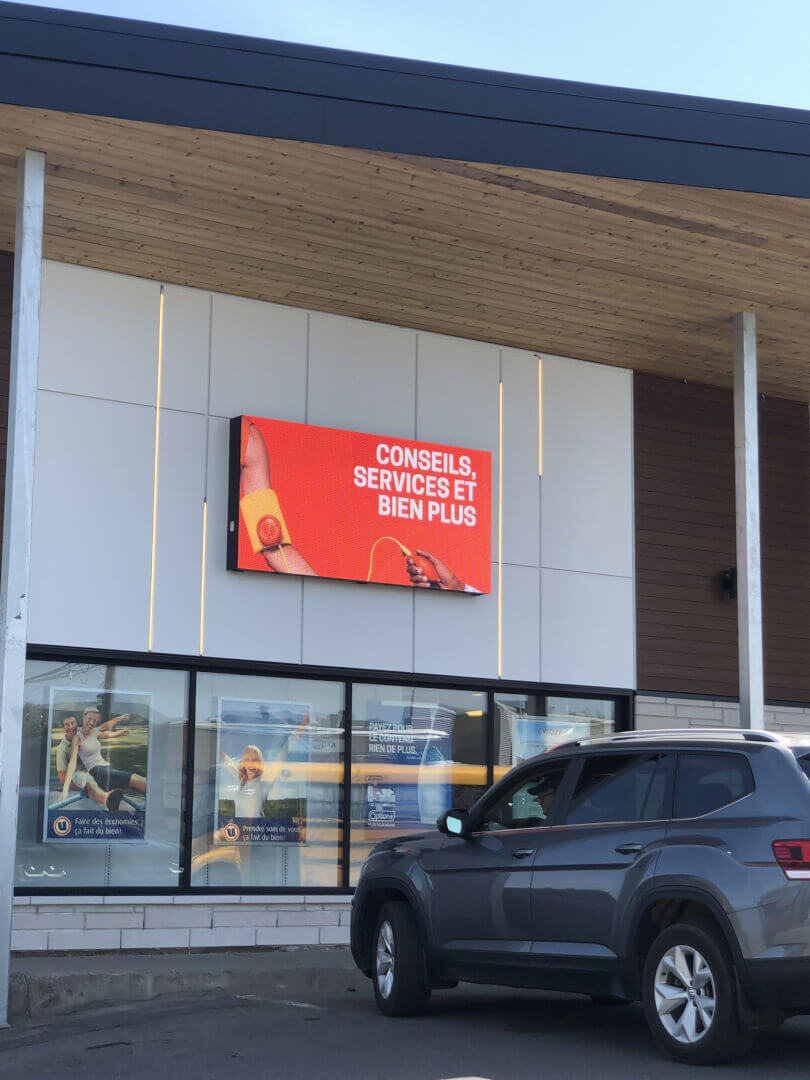 CONSEILS,
SERVICES ET
BIEN PLUS
Faire des économies,
ça fait du bien!
Prendre soin de vous
ça fait du bien!
PAYEZ POUR
LE CONTENU,
RIEN DE PLUS.
Option+